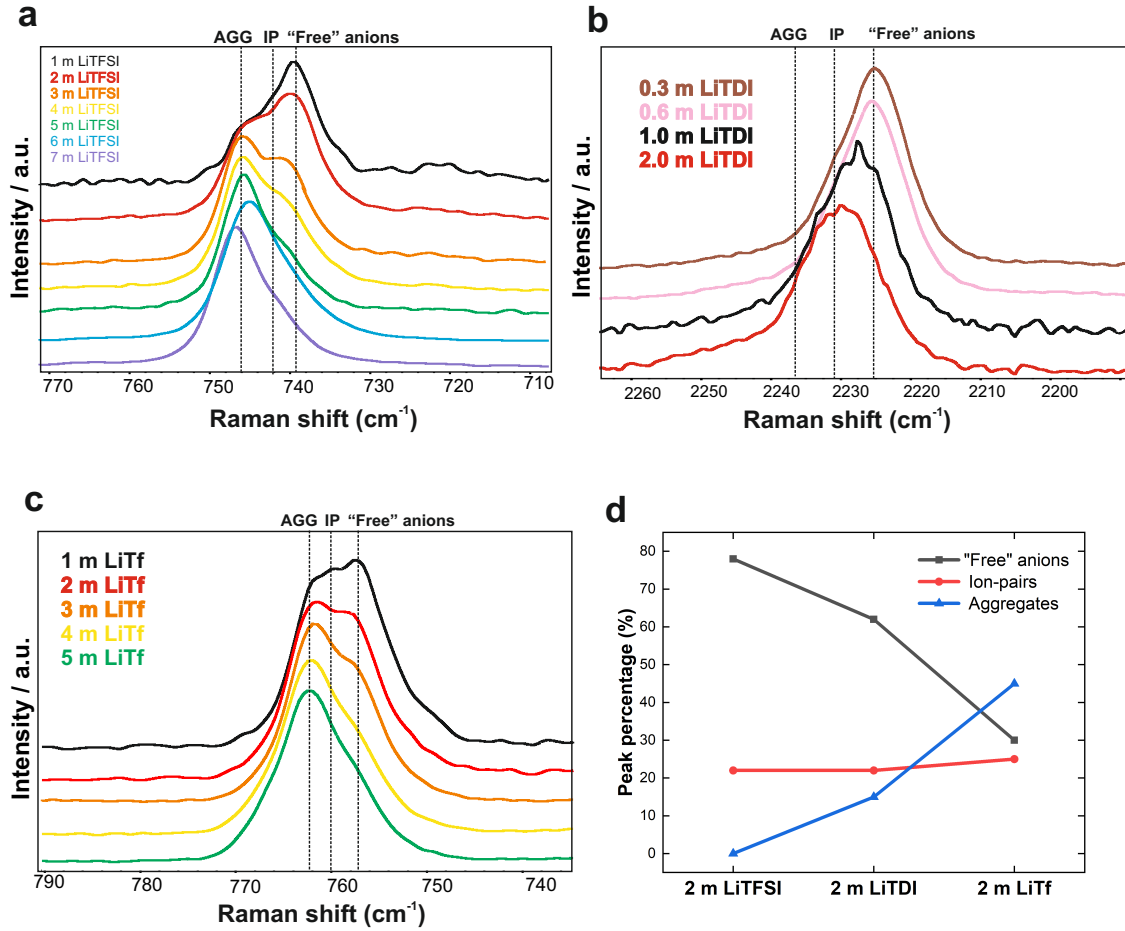 a
AGG IP "Free" anions
1 m LiTFSI
2 m LiTFSI
3 m LiTFSI
4 m LiTFSI
5 m LiTFSI
6 m LiTFSI
7 m LiTFSI
Intensity / a.u.
770 760 750 740 730 720 710
Raman shift (cm⁻¹)
b
AGG IP "Free" anions
0.3 m LiTDI
0.6 m LiTDI
1.0 m LiTDI
2.0 m LiTDI
Intensity / a.u.
2260 2250 2240 2230 2220 2210 2200
Raman shift (cm⁻¹)
c
AGG IP "Free" anions
1 m LiTf
2 m LiTf
3 m LiTf
4 m LiTf
5 m LiTf
Intensity / a.u.
790 780 770 760 750 740
Raman shift (cm⁻¹)
d
"Free" anions
Ion-pairs
Aggregates
Peak percentage (%)
80
70
60
50
40
30
20
10
0
2 m LiTFSI 2 m LiTDI 2 m LiTf